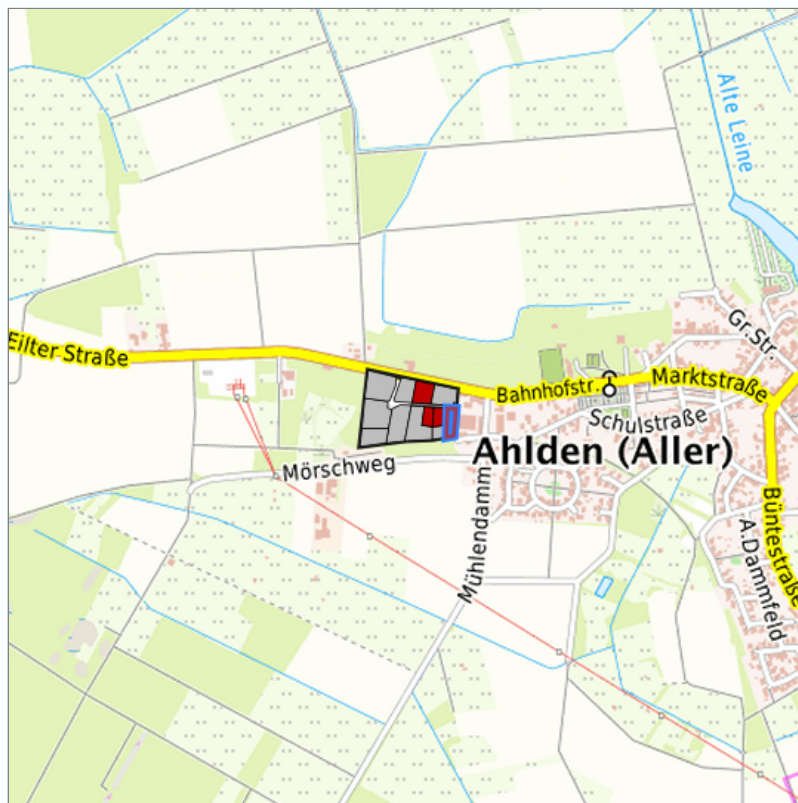 Alte Leine
Gr.Str.
Eilter Straße
Bahnhofstr.
Marktstraße
Schulstraße
Ahlden (Aller)
Mörschweg
Mühlendamm
Büntestraße
A.Dammfeld